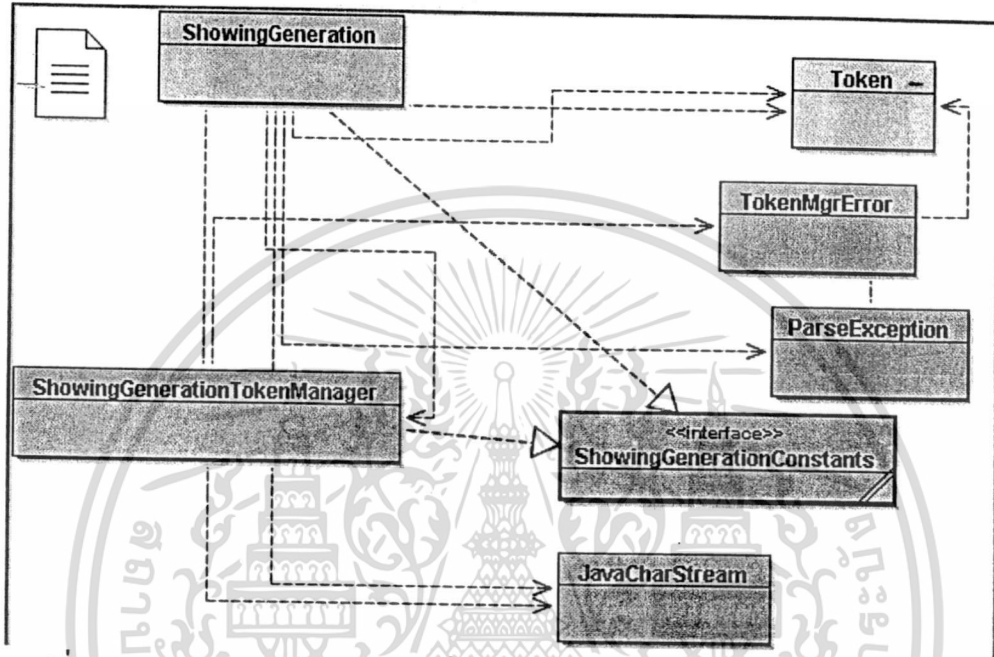 ShowingGeneration
Token
TokenMgrError
ParseException
ShowingGenerationTokenManager
<<interface>>
ShowingGenerationConstants
JavaCharStream